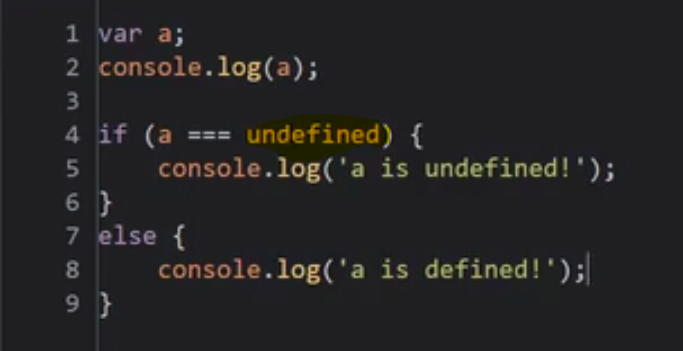 1 var a;
2 console.log(a);
3
4 if (a === undefined) {
5     console.log('a is undefined!');
6 }
7 else {
8     console.log('a is defined!');
9 }